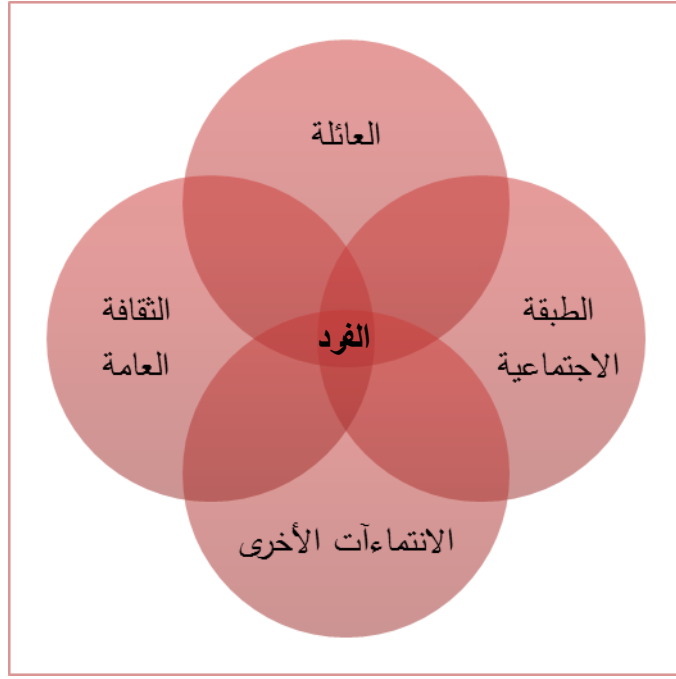 العائلة
الطبقة
الاجتماعية
الفرد
الثقافة
العامة
الانتماءآت الأخرى